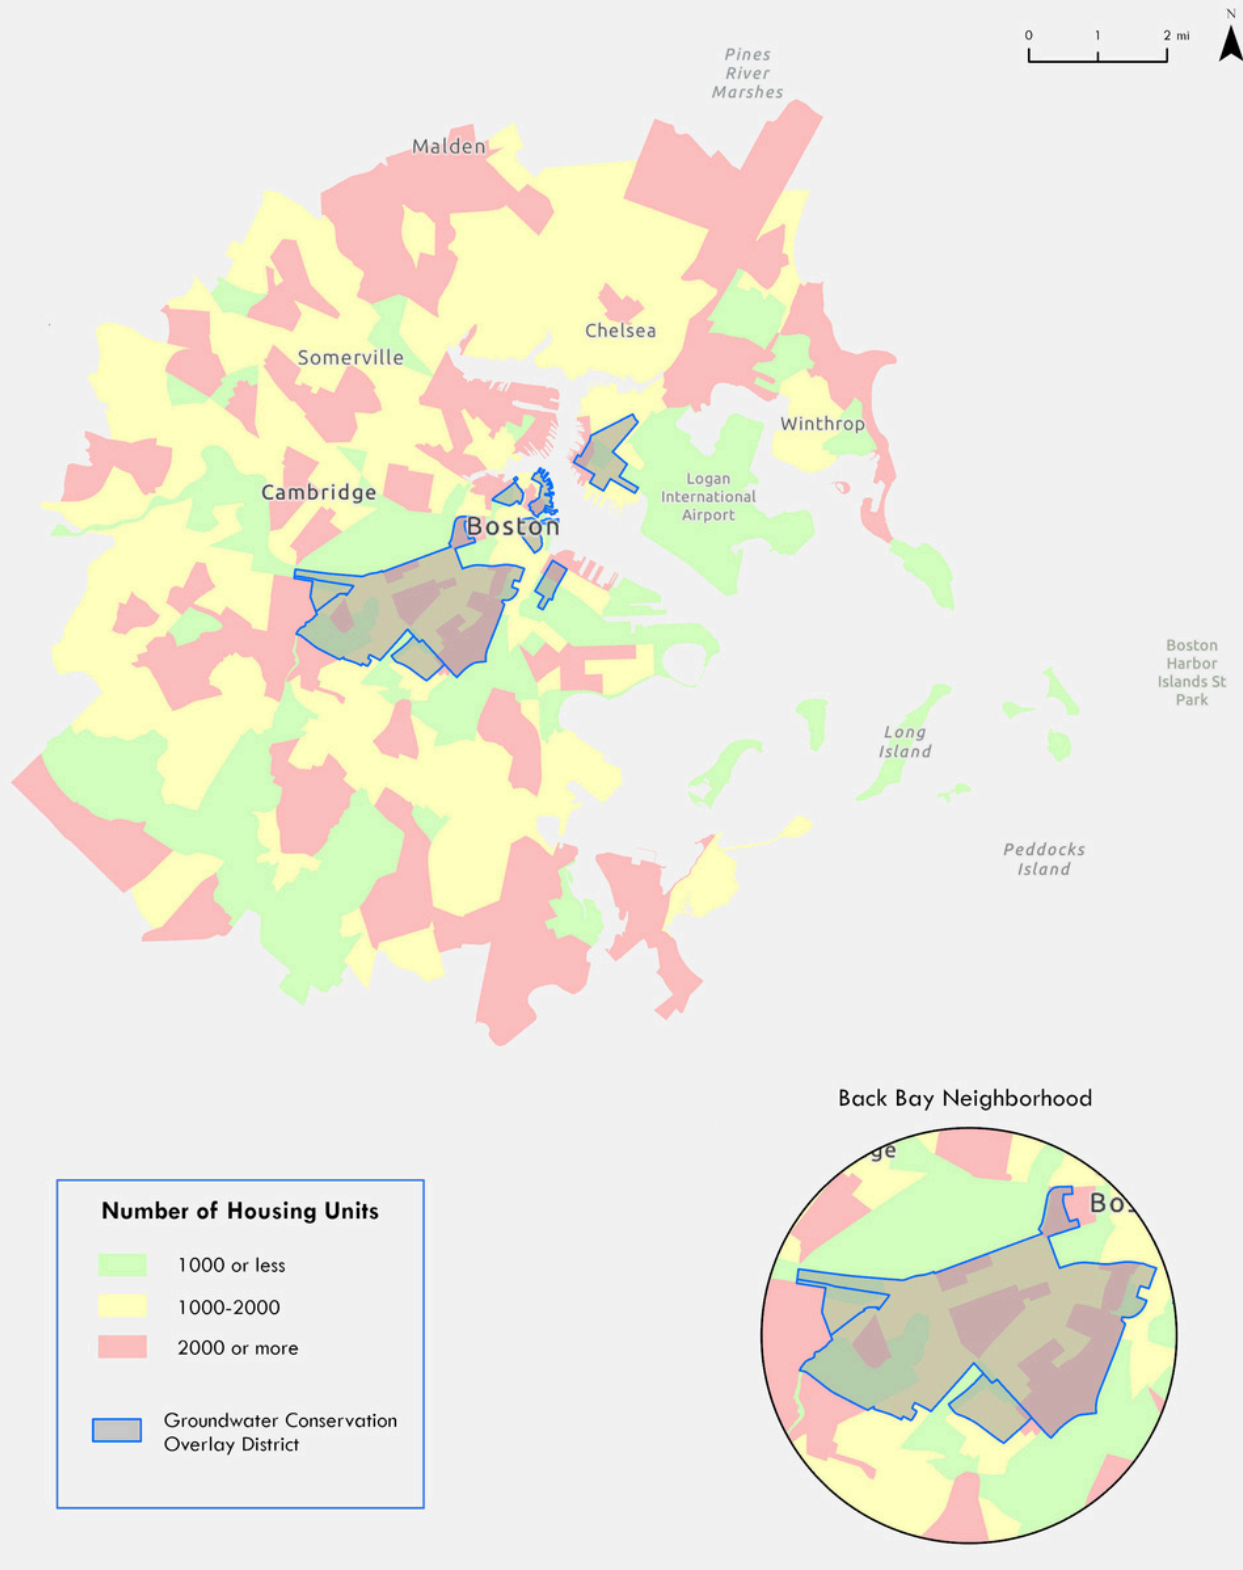 N
0 1 2 mi
Pines
River
Marshes
Malden
Chelsea
Somerville
Winthrop
Cambridge
Logan
International
Airport
Boston
Boston
Harbor
Islands St
Park
Long
Island
Peddocks
Island
Back Bay Neighborhood
ge
Bos
Number of Housing Units
1000 or less
1000-2000
2000 or more
Groundwater Conservation
Overlay District